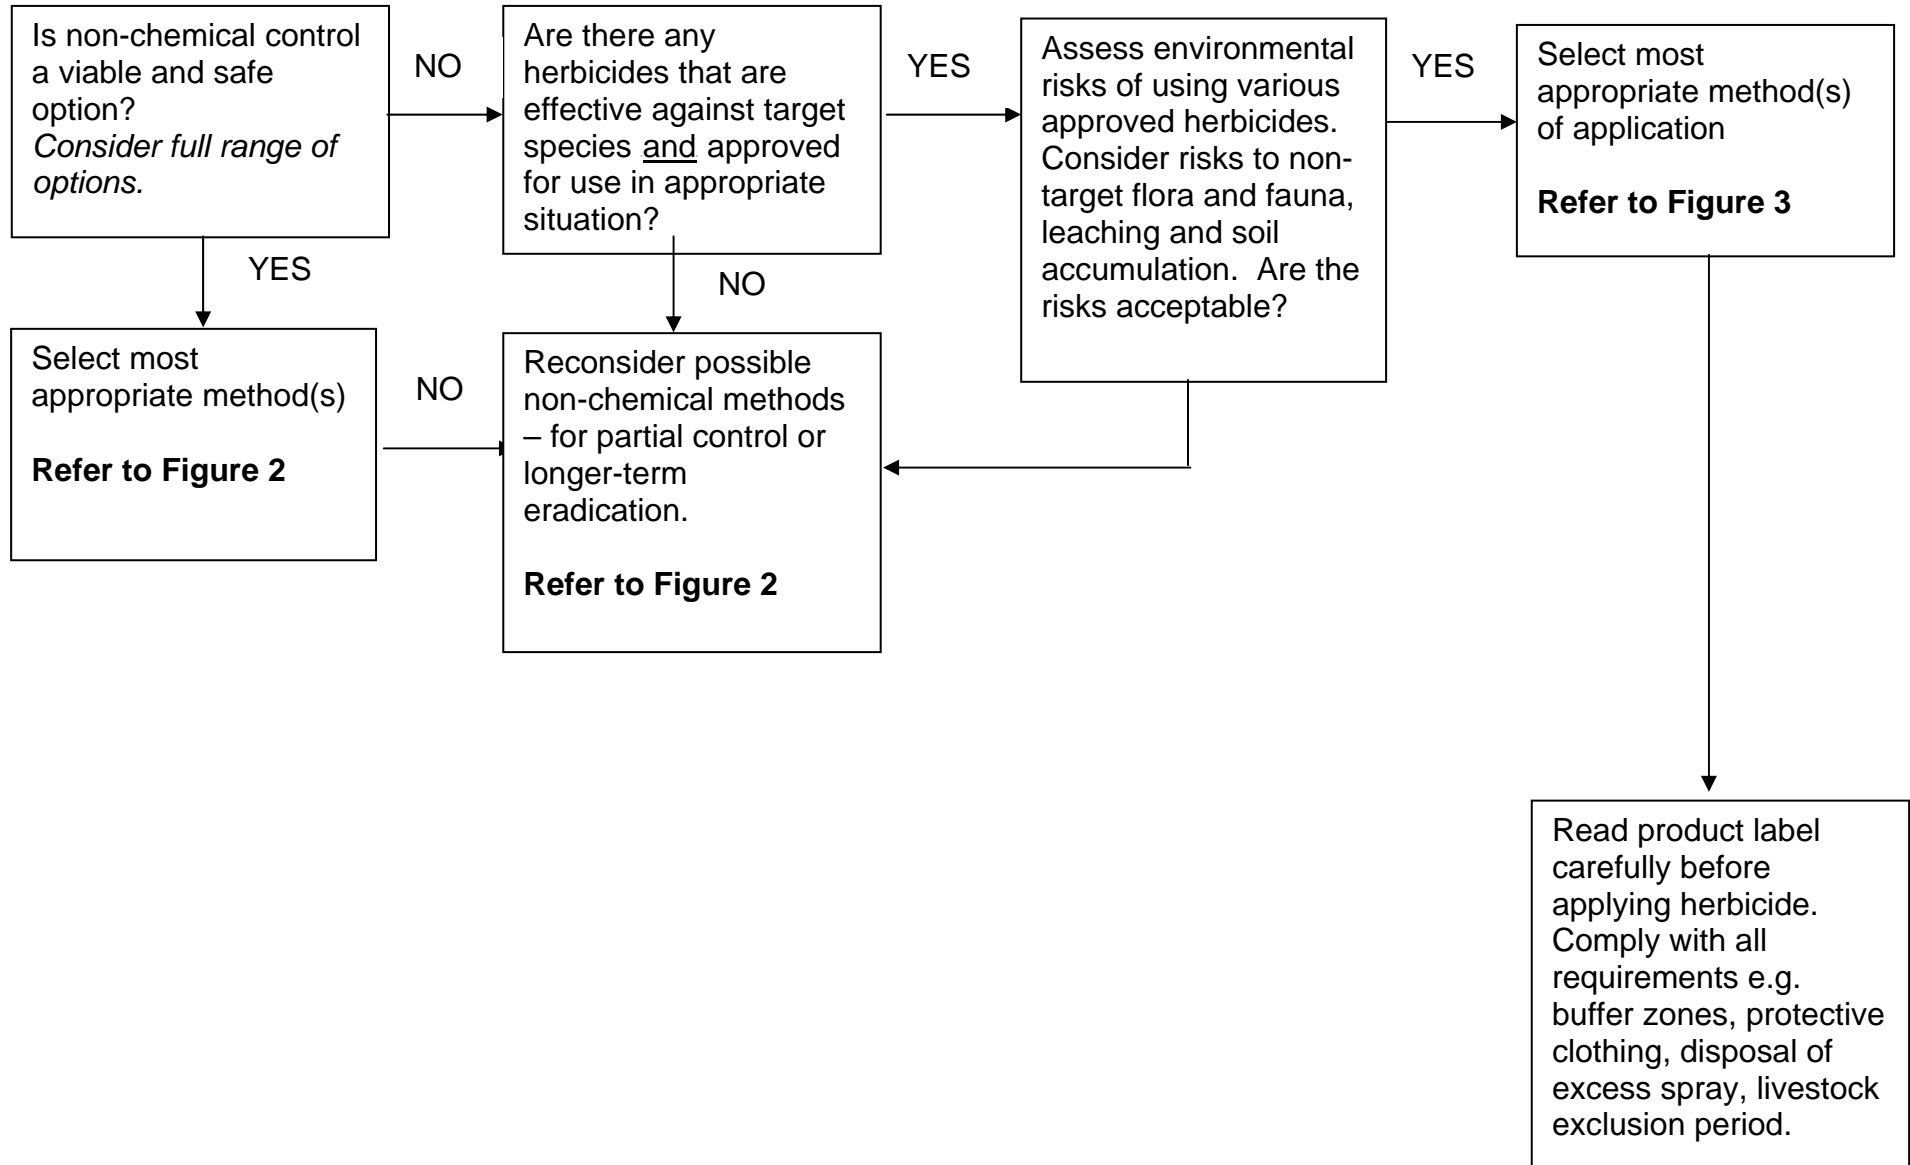 Is non-chemical control
a viable and safe
option?
Consider full range of
options.
NO
Are there any
herbicides that are
effective against target
species and approved
for use in appropriate
situation?
YES
Assess environmental
risks of using various
approved herbicides.
Consider risks to non-
target flora and fauna,
leaching and soil
accumulation.  Are the
risks acceptable?
YES
Select most
appropriate method(s)
of application
Refer to Figure 3
YES
NO
Select most
appropriate method(s)
Refer to Figure 2
NO
Reconsider possible
non-chemical methods
– for partial control or
longer-term
eradication.
Refer to Figure 2
Read product label
carefully before
applying herbicide.
Comply with all
requirements e.g.
buffer zones, protective
clothing, disposal of
excess spray, livestock
exclusion period.